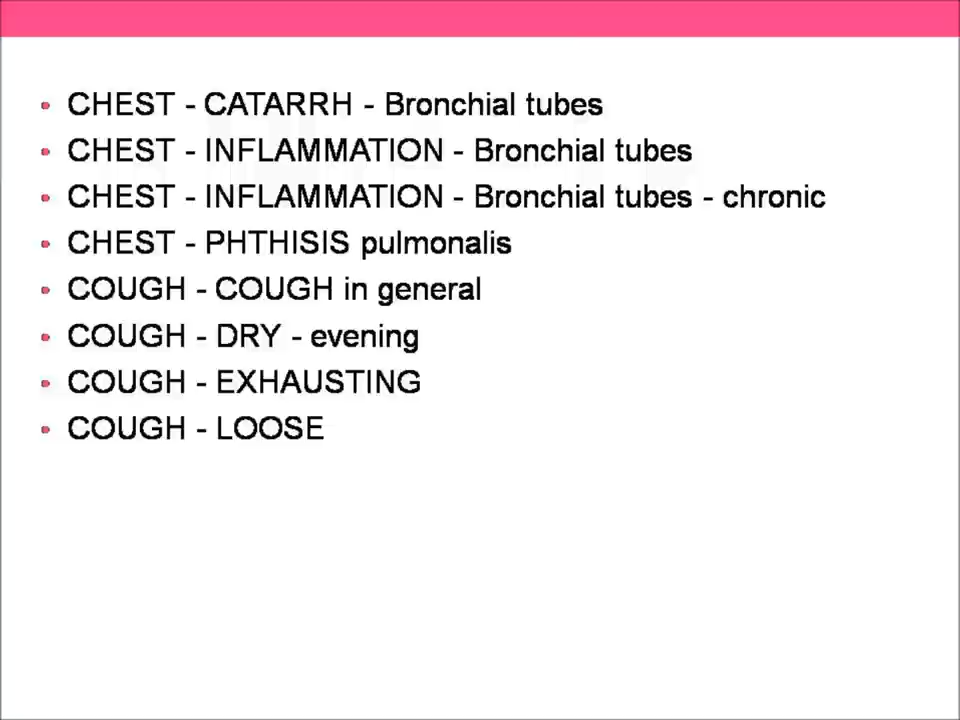 • CHEST - CATARRH - Bronchial tubes
• CHEST - INFLAMMATION - Bronchial tubes
• CHEST - INFLAMMATION - Bronchial tubes - chronic
• CHEST - PHTHISIS pulmonalis
• COUGH - COUGH in general
• COUGH - DRY - evening
• COUGH - EXHAUSTING
• COUGH - LOOSE